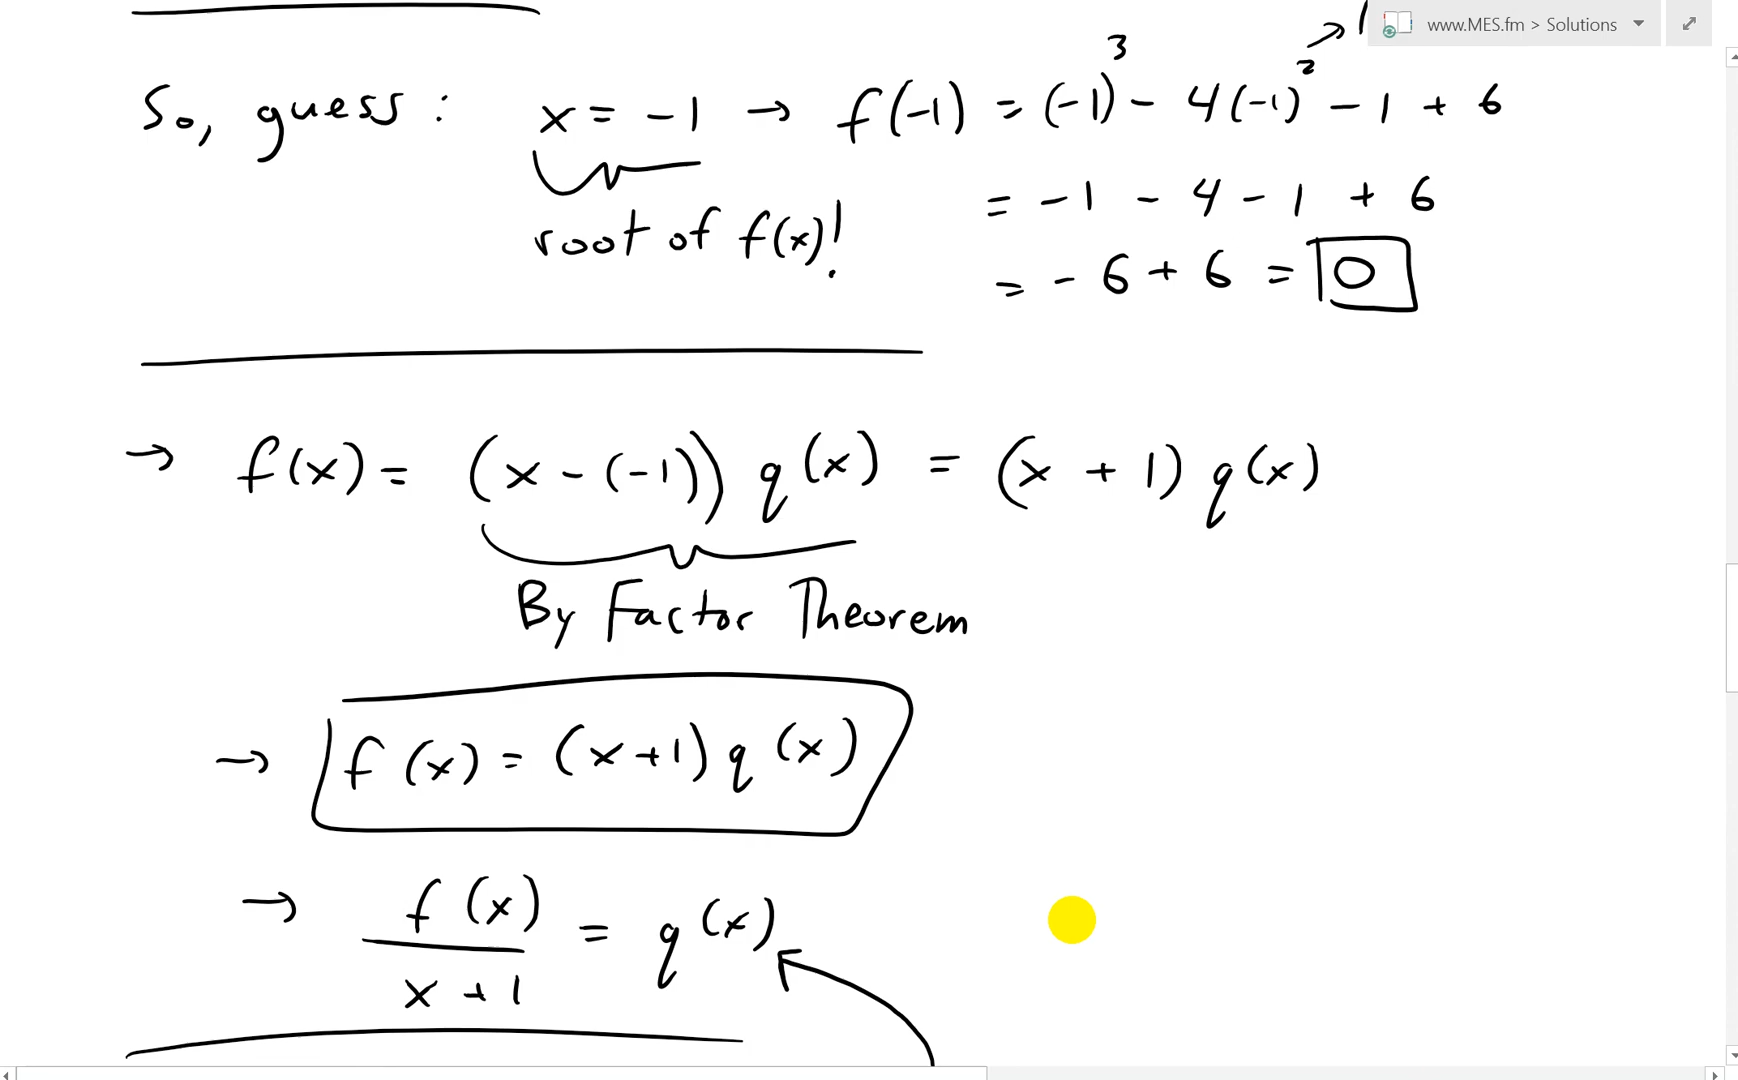 www.MES.fm > Solutions
So, guess : x = -1 → f(-1) = (-1)³ - 4(-1)² - 1 + 6
= -1 - 4 - 1 + 6
root of f(x)!
= -6 + 6 = 0
→ f(x) = (x - (-1)) q(x) = (x + 1) q(x)
By Factor Theorem
→ f(x) = (x+1) q(x)
→ f(x) / x+1 = q(x)